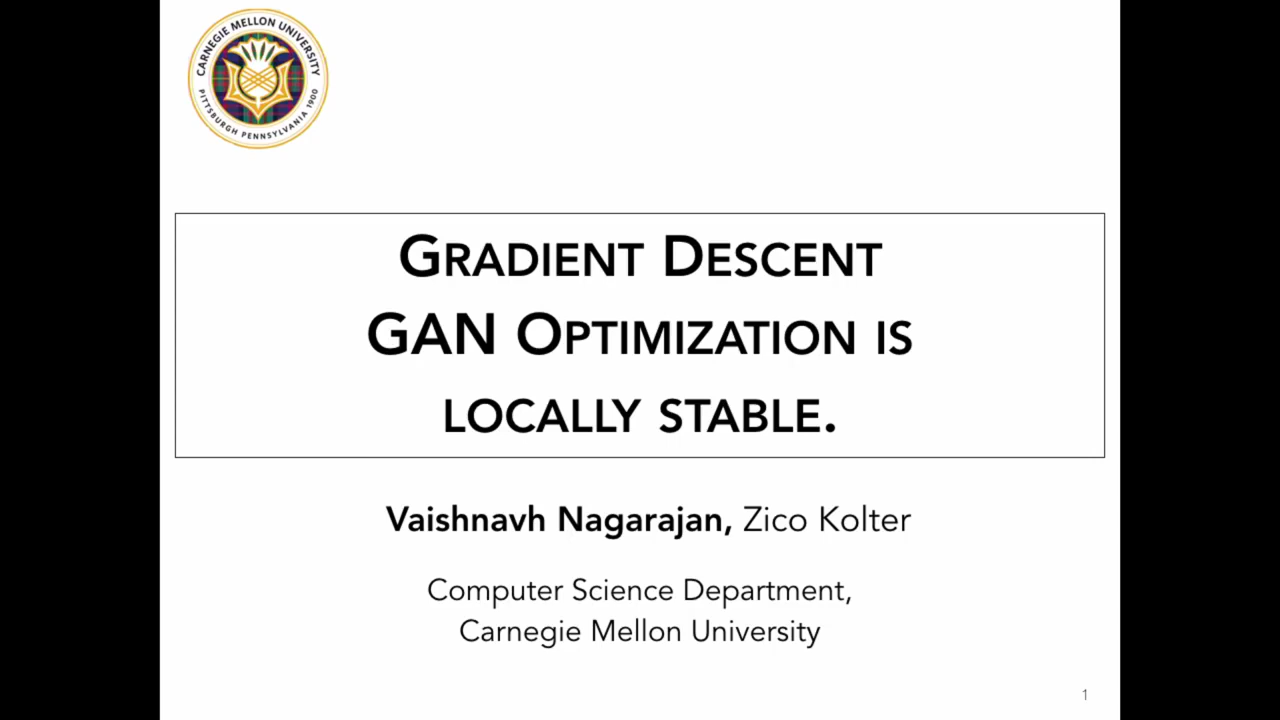 CARNEGIE MELLON UNIVERSITY
PITTSBURGH PENNSYLVANIA 1900
GRADIENT DESCENT
GAN OPTIMIZATION IS
LOCALLY STABLE.
Vaishnavh Nagarajan, Zico Kolter
Computer Science Department,
Carnegie Mellon University
1